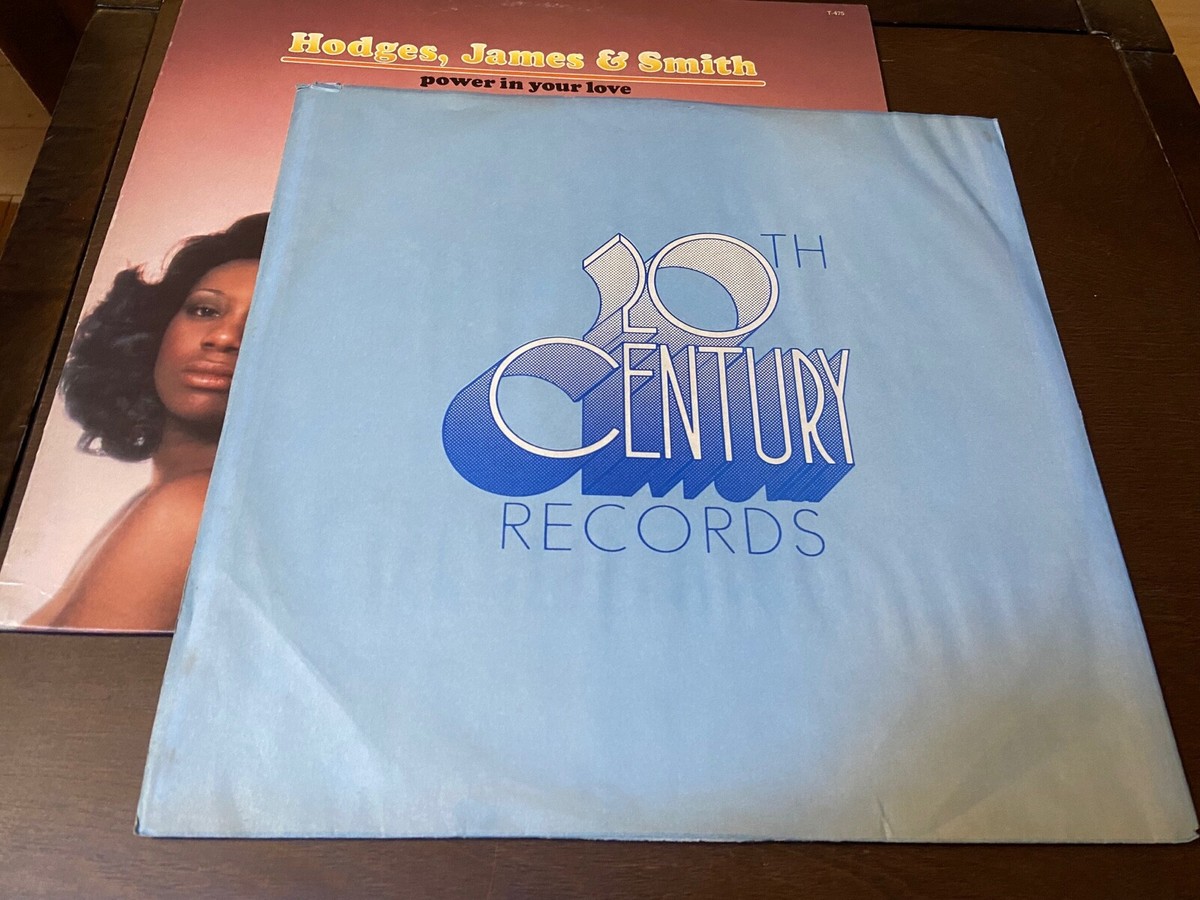 T-475
Hodges, James & Smith
power in your love
20TH
CENTURY
RECORDS